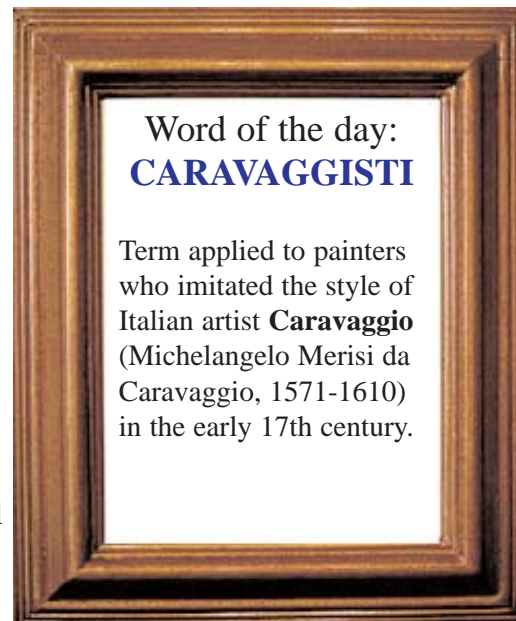 Word of the day:
CARAVAGGISTI
Term applied to painters
who imitated the style of
Italian artist Caravaggio
(Michelangelo Merisi da
Caravaggio, 1571-1610)
in the early 17th century.